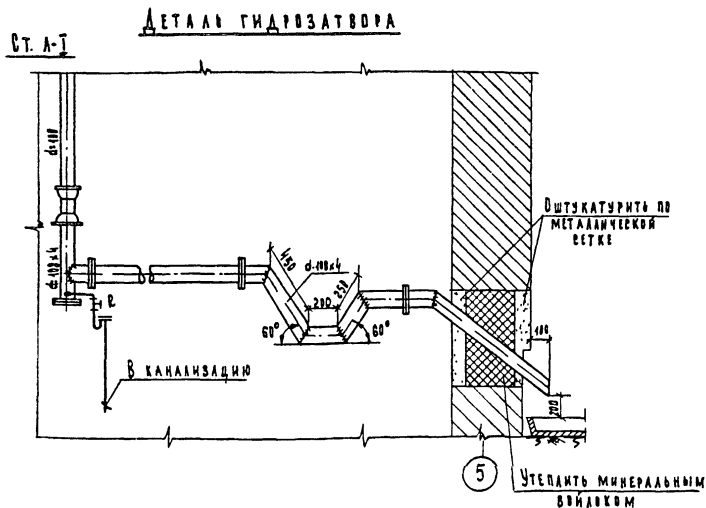 Деталь гидрозатвора
Ст. А-I
d=100
d=108x4
450
d-108x4
250
200
60°
60°
Оштукатурить по
металлической
сетке
100
200
В канализацию
5
Утеплить минеральным
войлоком